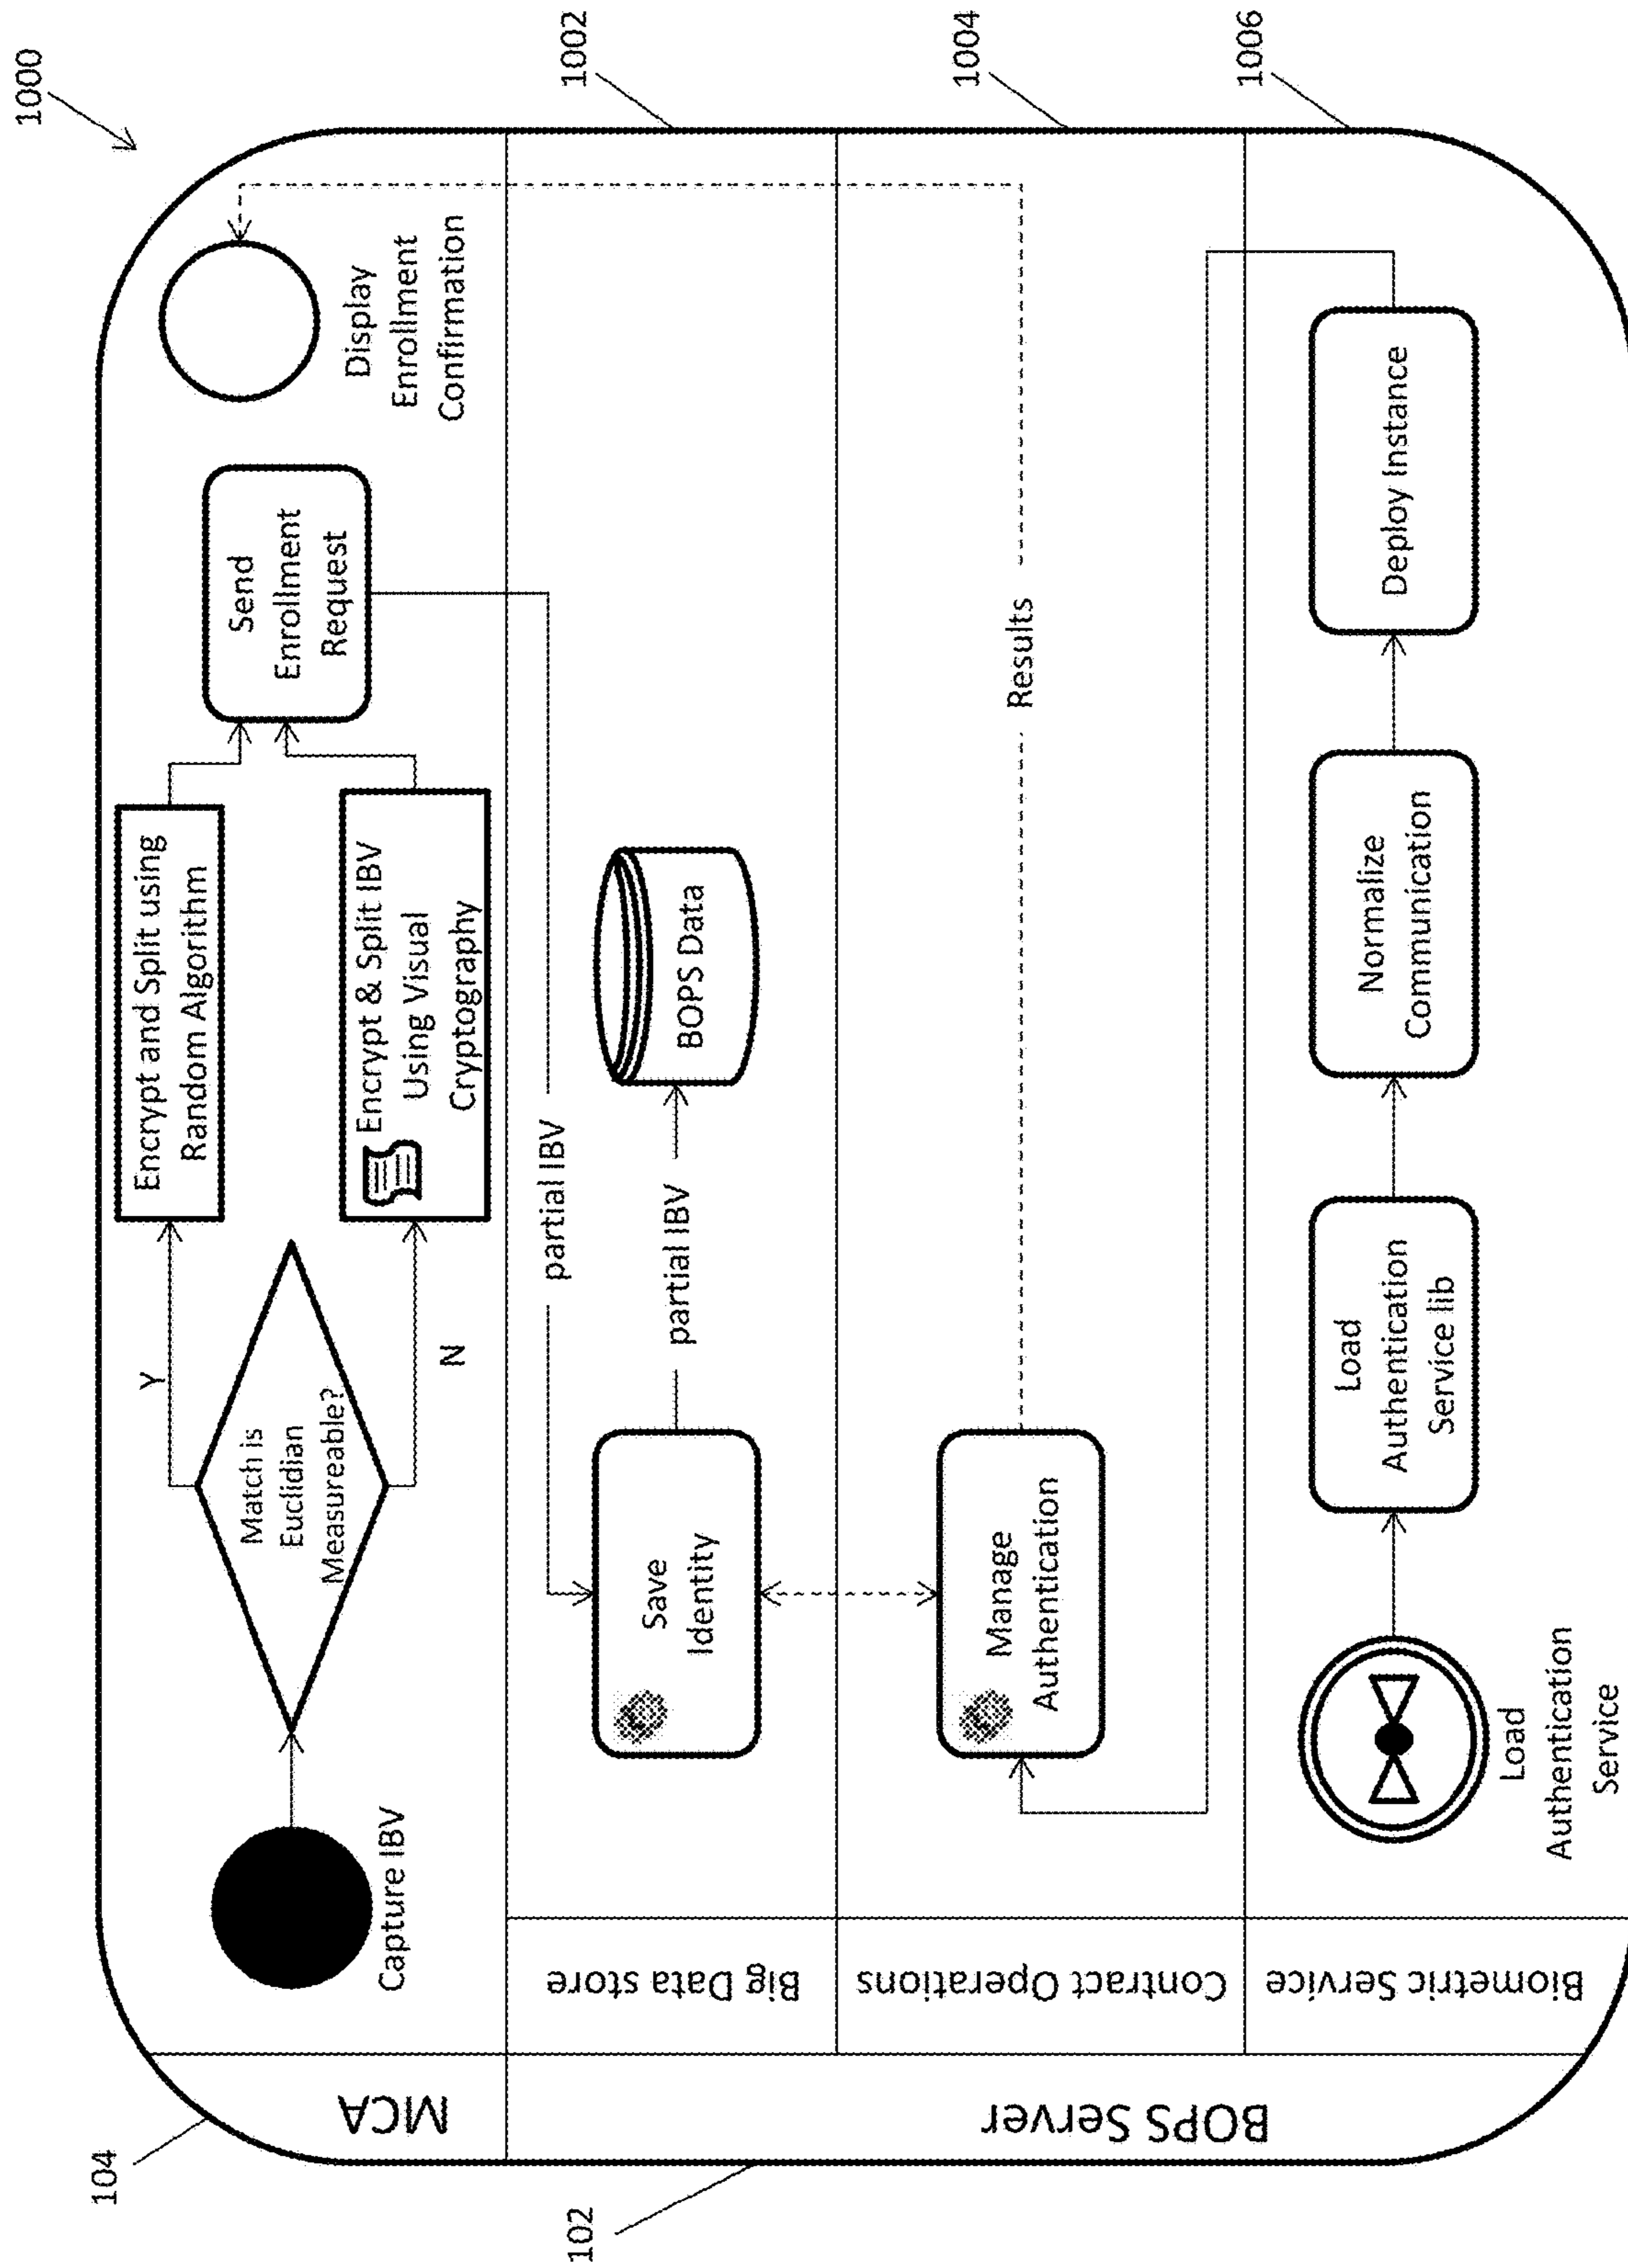 1000
104
MCA
Capture IBV
Match is
Euclidian
Measureable?
Y
N
Encrypt and Split using
Random Algorithm
Encrypt & Split IBV
Using Visual
Cryptography
Send
Enrollment
Request
Display
Enrollment
Confirmation
102
BOPS Server
1002
Big Data store
partial IBV
Save
Identity
partial IBV
BOPS Data
1004
Contract Operations
Manage
Authentication
Results
1006
Biometric Service
Load
Authentication
Service
Load
Authentication
Service lib
Normalize
Communication
Deploy Instance